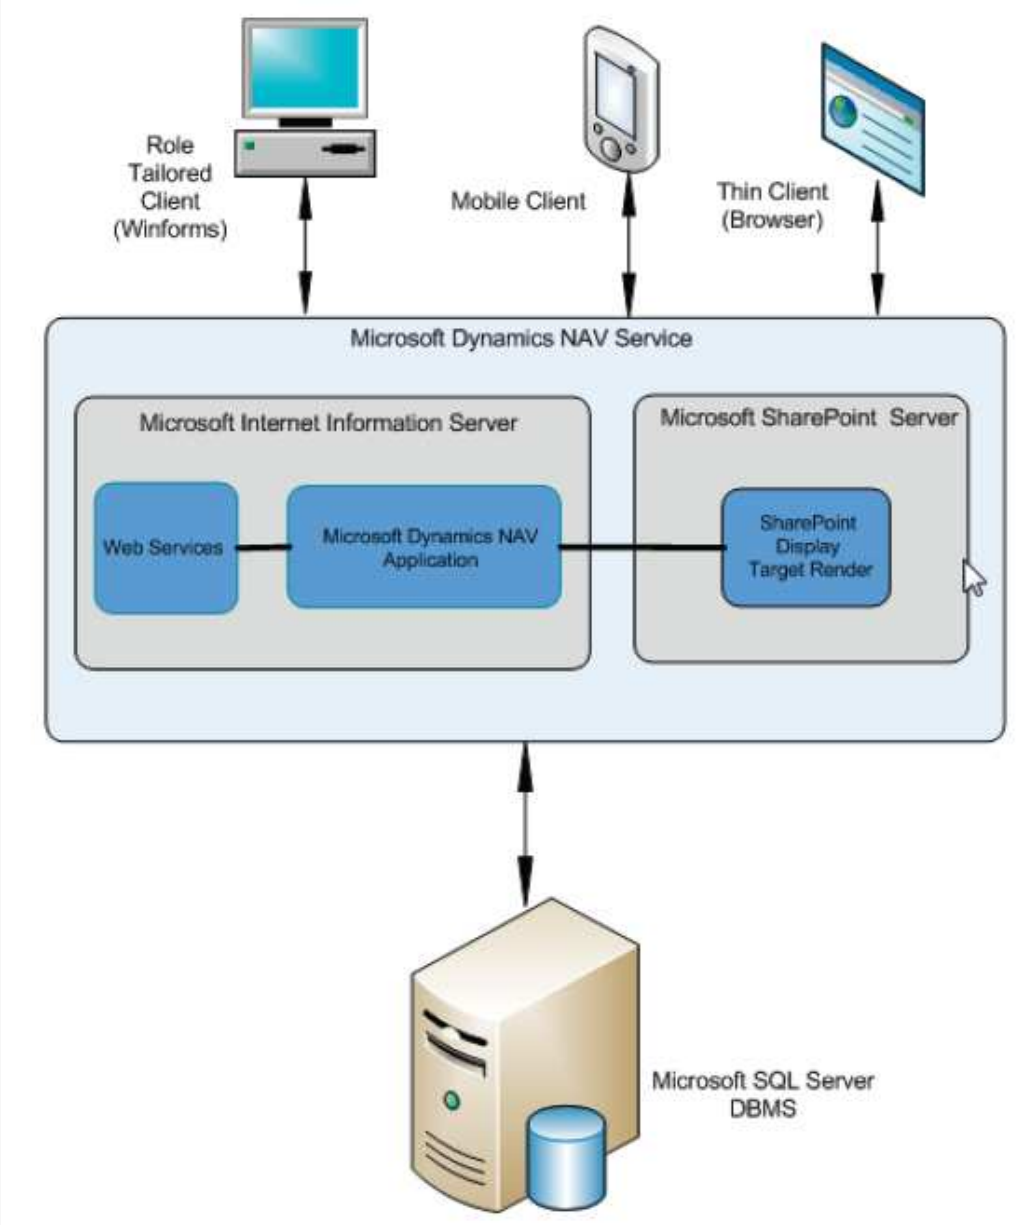 Role
Tailored
Client
(Winforms)
Mobile Client
Thin Client
(Browser)
Microsoft Dynamics NAV Service
Microsoft Internet Information Server
Microsoft SharePoint Server
Web Services
Microsoft Dynamics NAV
Application
SharePoint
Display
Target Render
Microsoft SQL Server
DBMS